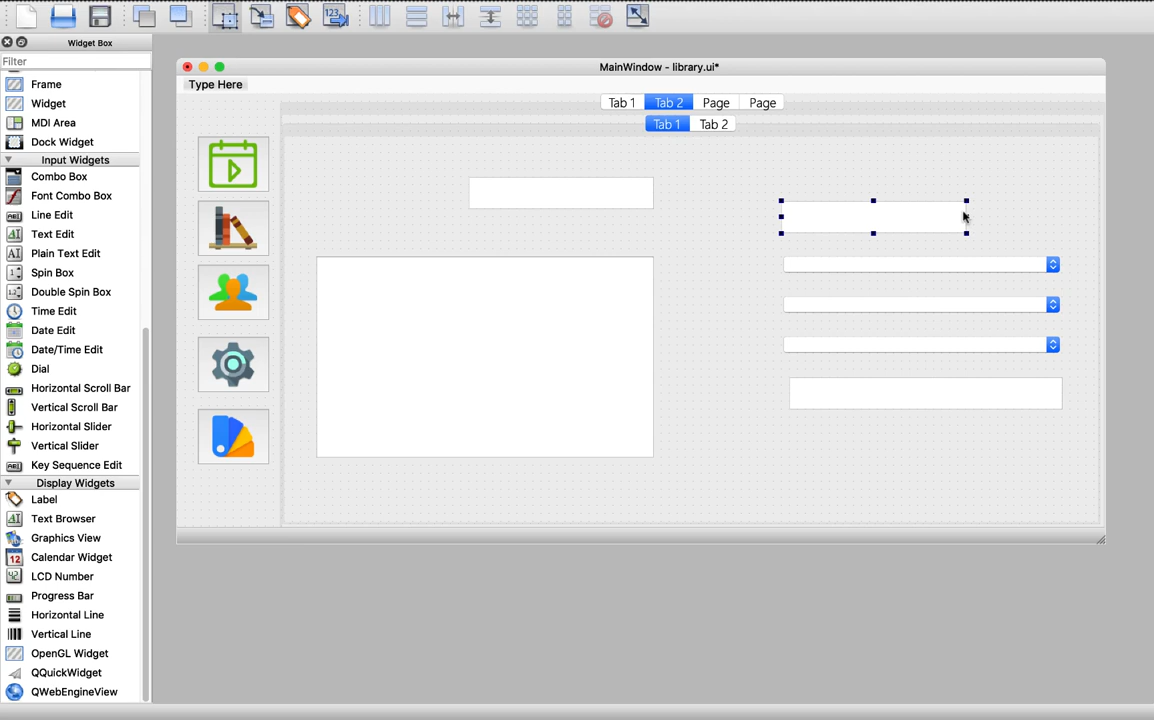 123
Widget Box
Filter
MainWindow - library.ui*
Type Here
Tab 1 Tab 2 Page Page
Tab 1 Tab 2
Frame
Widget
MDI Area
Dock Widget
Input Widgets
Combo Box
Font Combo Box
Line Edit
Text Edit
Plain Text Edit
Spin Box
Double Spin Box
Time Edit
Date Edit
Date/Time Edit
Dial
Horizontal Scroll Bar
Vertical Scroll Bar
Horizontal Slider
Vertical Slider
Key Sequence Edit
Display Widgets
Label
Text Browser
Graphics View
Calendar Widget
LCD Number
Progress Bar
Horizontal Line
Vertical Line
OpenGL Widget
QQuickWidget
QWebEngineView